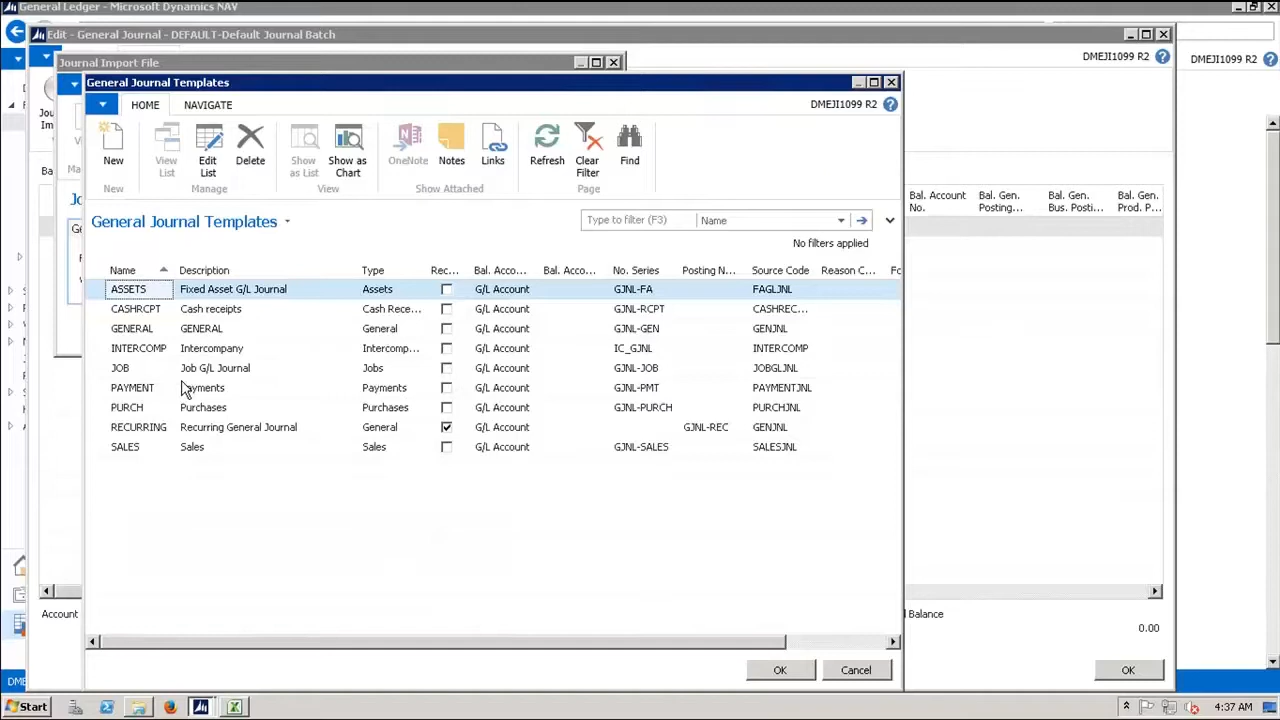 General Ledger - Microsoft Dynamics NAV
Edit - General Journal - DEFAULT-Default Journal Batch
DMEJI1099 R2
DMEJI1099 R2
Journal Import File
General Journal Templates
HOME NAVIGATE
DMEJI1099 R2
New
View List
Edit List
Delete
Show as List
Show as Chart
OneNote
Notes
Links
Refresh
Clear Filter
Find
New Manage View Show Attached Page
General Journal Templates
Type to filter (F3) Name
No filters applied
Name Description Type Rec... Bal. Acco... Bal. Acco... No. Series Posting N... Source Code Reason C... Fo
ASSETS Fixed Asset G/L Journal Assets G/L Account GJNL-FA FAGLJNL
CASHRCPT Cash receipts Cash Rece... G/L Account GJNL-RCPT CASHREC...
GENERAL GENERAL General G/L Account GJNL-GEN GENJNL
INTERCOMP Intercompany Intercomp... G/L Account IC_GJNL INTERCOMP
JOB Job G/L Journal Jobs G/L Account GJNL-JOB JOBGLJNL
PAYMENT Payments Payments G/L Account GJNL-PMT PAYMENTJNL
PURCH Purchases Purchases G/L Account GJNL-PURCH PURCHJNL
RECURRING Recurring General Journal General G/L Account GJNL-REC GENJNL
SALES Sales Sales G/L Account GJNL-SALES SALESJNL
OK Cancel
Bal. Account No.
Bal. Gen. Posting...
Bal. Gen. Bus. Posti...
Bal. Gen. Prod. P...
Account
Balance
0.00
OK
Start
4:37 AM